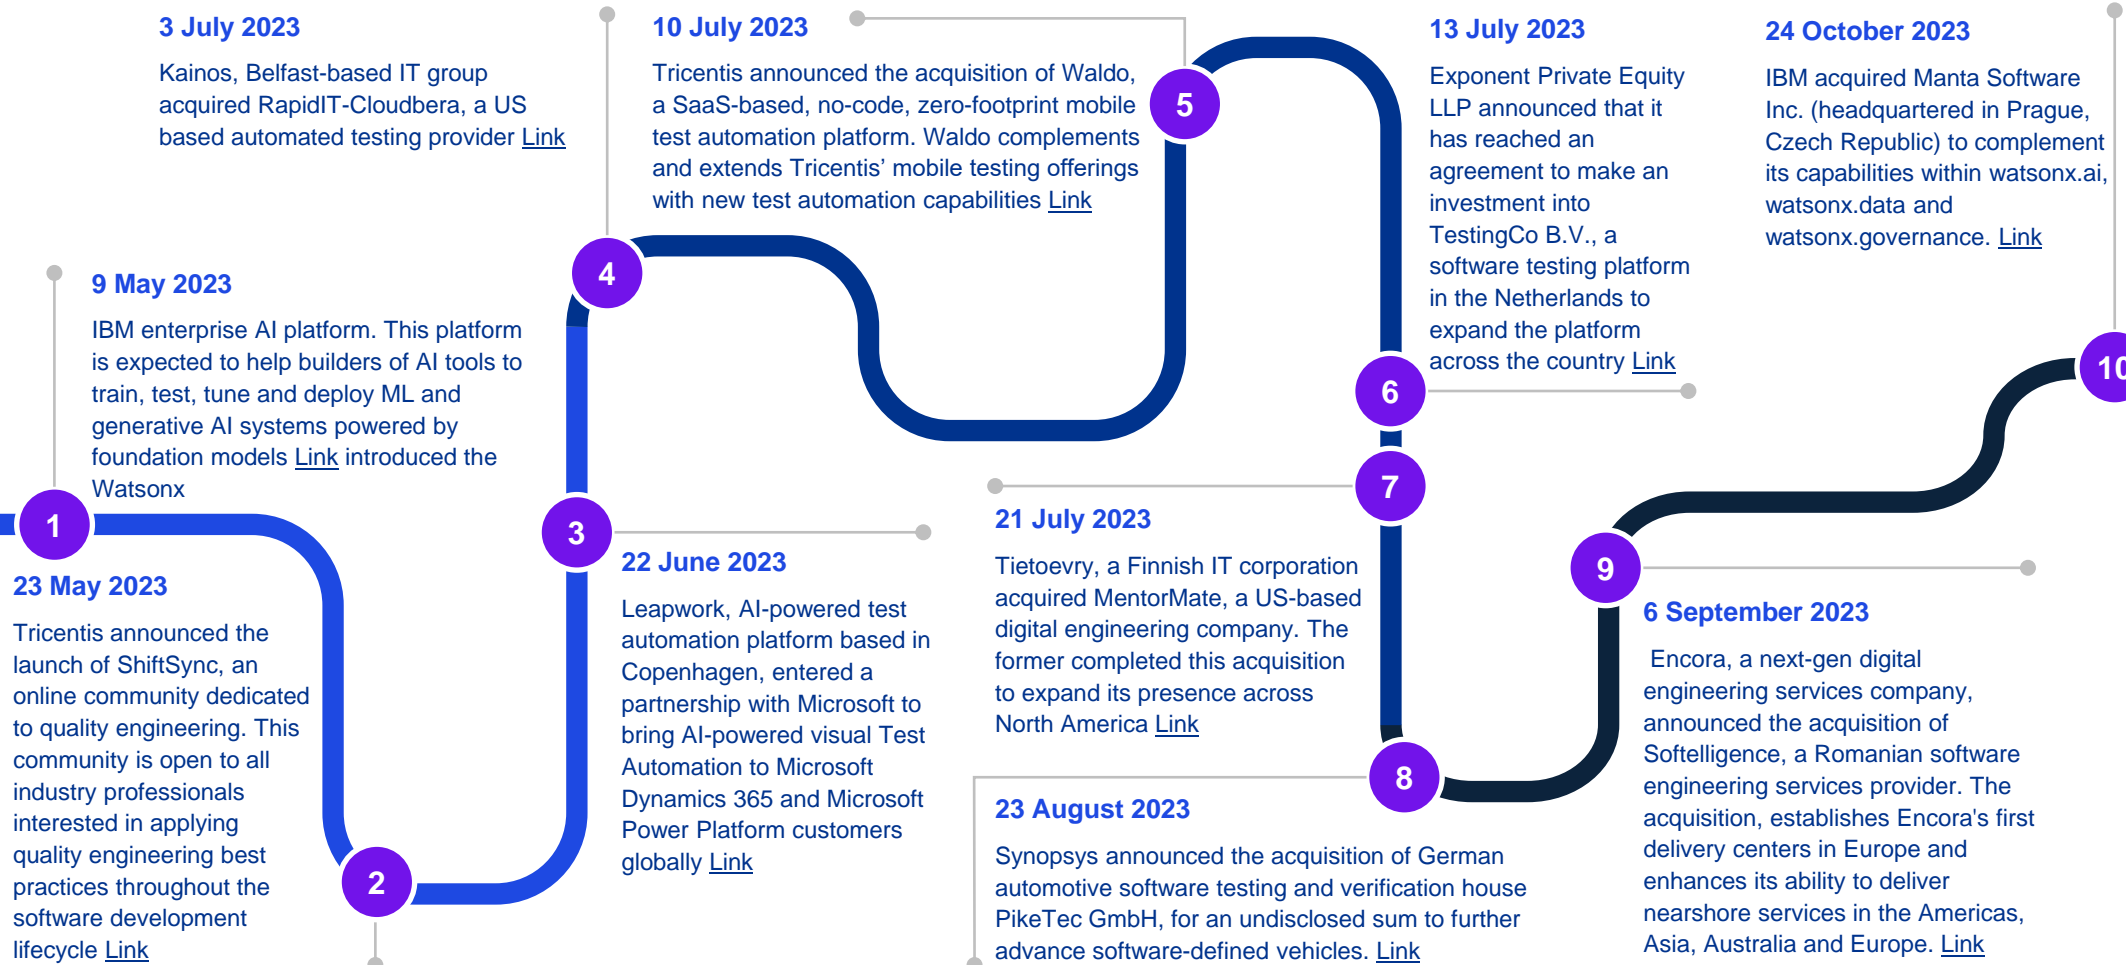 3 July 2023
Kainos, Belfast-based IT group
acquired RapidIT-Cloudbera, a US
based automated testing provider Link
10 July 2023
Tricentis announced the acquisition of Waldo,
a SaaS-based, no-code, zero-footprint mobile
test automation platform. Waldo complements
and extends Tricentis’ mobile testing offerings
with new test automation capabilities Link
13 July 2023
Exponent Private Equity
LLP announced that it
has reached an
agreement to make an
investment into
TestingCo B.V., a
software testing platform
in the Netherlands to
expand the platform
across the country Link
24 October 2023
IBM acquired Manta Software
Inc. (headquartered in Prague,
Czech Republic) to complement
its capabilities within watsonx.ai,
watsonx.data and
watsonx.governance. Link
9 May 2023
IBM enterprise AI platform. This platform
is expected to help builders of AI tools to
train, test, tune and deploy ML and
generative AI systems powered by
foundation models Link introduced the
Watsonx
1
2
3
4
5
6
7
8
9
10
23 May 2023
Tricentis announced the
launch of ShiftSync, an
online community dedicated
to quality engineering. This
community is open to all
industry professionals
interested in applying
quality engineering best
practices throughout the
software development
lifecycle Link
22 June 2023
Leapwork, AI-powered test
automation platform based in
Copenhagen, entered a
partnership with Microsoft to
bring AI-powered visual Test
Automation to Microsoft
Dynamics 365 and Microsoft
Power Platform customers
globally Link
21 July 2023
Tietoevry, a Finnish IT corporation
acquired MentorMate, a US-based
digital engineering company. The
former completed this acquisition
to expand its presence across
North America Link
23 August 2023
Synopsys announced the acquisition of German
automotive software testing and verification house
PikeTec GmbH, for an undisclosed sum to further
advance software-defined vehicles. Link
6 September 2023
Encora, a next-gen digital
engineering services company,
announced the acquisition of
Softelligence, a Romanian software
engineering services provider. The
acquisition, establishes Encora's first
delivery centers in Europe and
enhances its ability to deliver
nearshore services in the Americas,
Asia, Australia and Europe. Link